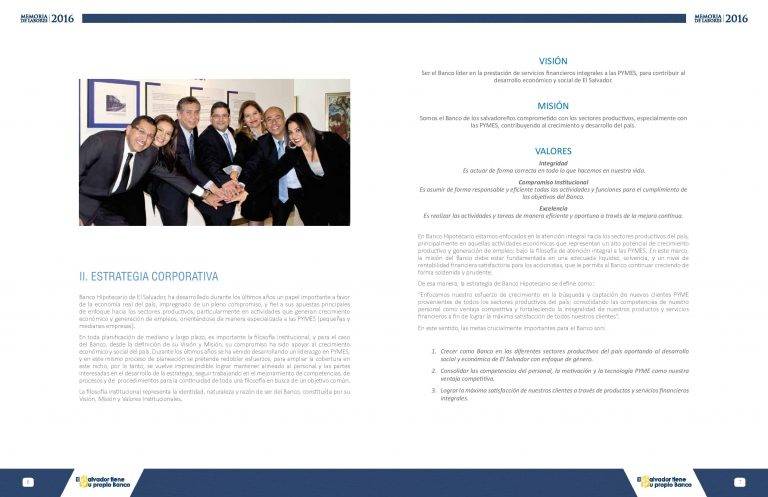 MEMORIA
DE LABORES 2016
II. ESTRATEGIA CORPORATIVA
Banco Hipotecario de El Salvador, ha desarrollado durante los últimos años un papel importante a favor
de la economía real del país, impregnado de un pleno compromiso, y fiel a sus apuestas principales
de enfoque hacia los sectores productivos, particularmente en actividades que generan crecimiento
económico y generación de empleos, orientándose de manera especializada a las PYMES (pequeñas y
medianas empresas).
En toda planificación de mediano y largo plazo, es importante la filosofía institucional, y para el caso
del Banco, desde la definición de su Visión y Misión, su compromiso ha sido apoyar al crecimiento
económico y social del país. Durante los últimos años se ha venido desarrollando un liderazgo en PYMES;
y en este mismo proceso de planeación se pretende redoblar esfuerzos, para ampliar la cobertura en
este nicho, por lo tanto, se vuelve imprescindible lograr mantener alineado al personal y las partes
interesadas en el desarrollo de la estrategia, seguir trabajando en el mejoramiento de competencias, de
procesos y de procedimientos para la continuidad de toda una filosofía en busca de un objetivo común.
La filosofía institucional representa la identidad, naturaleza y razón de ser del Banco, constituida por su
Visión, Misión y Valores Institucionales.
6
El Salvador tiene
su propio Banco
MEMORIA
DE LABORES 2016
VISIÓN
Ser el Banco líder en la prestación de servicios financieros integrales a las PYMES, para contribuir al
desarrollo económico y social de El Salvador.
MISIÓN
Somos el Banco de los salvadoreños comprometido con los sectores productivos, especialmente con
las PYMES, contribuyendo al crecimiento y desarrollo del país.
VALORES
Integridad
Es actuar de forma correcta en todo lo que hacemos en nuestra vida.
Compromiso Institucional
Es asumir de forma responsable y eficiente todas las actividades y funciones para el cumplimiento de
los objetivos del Banco.
Excelencia
Es realizar las actividades y tareas de manera eficiente y oportuna a través de la mejora continua.
En Banco Hipotecario estamos enfocados en la atención integral hacia los sectores productivos del país,
principalmente en aquellas actividades económicas que representan un alto potencial de crecimiento
productivo y generación de empleo; bajo la filosofía de atención integral a las PYMES. En este marco,
la misión del Banco debe estar fundamentada en una adecuada liquidez, solvencia, y un nivel de
rentabilidad financiera satisfactoria para los accionistas, que le permita al Banco continuar creciendo de
forma sostenida y prudente.
De esa manera, la estrategia de Banco Hipotecario se define como:
"Enfocamos nuestro esfuerzo de crecimiento en la búsqueda y captación de nuevos clientes PYME
provenientes de todos los sectores productivos del país; consolidando las competencias de nuestro
personal como ventaja competitiva y fortaleciendo la integralidad de nuestros productos y servicios
financieros a fin de lograr la máxima satisfacción de todos nuestros clientes".
En este sentido, las metas crucialmente importantes para el Banco son:
1. Crecer como Banco en los diferentes sectores productivos del país aportando al desarrollo
social y económico de El Salvador con enfoque de género.
2. Consolidar las competencias del personal, la motivación y la tecnología PYME como nuestra
ventaja competitiva.
3. Lograr la máxima satisfacción de nuestros clientes a través de productos y servicios financieros
integrales.
El Salvador tiene
su propio Banco
7